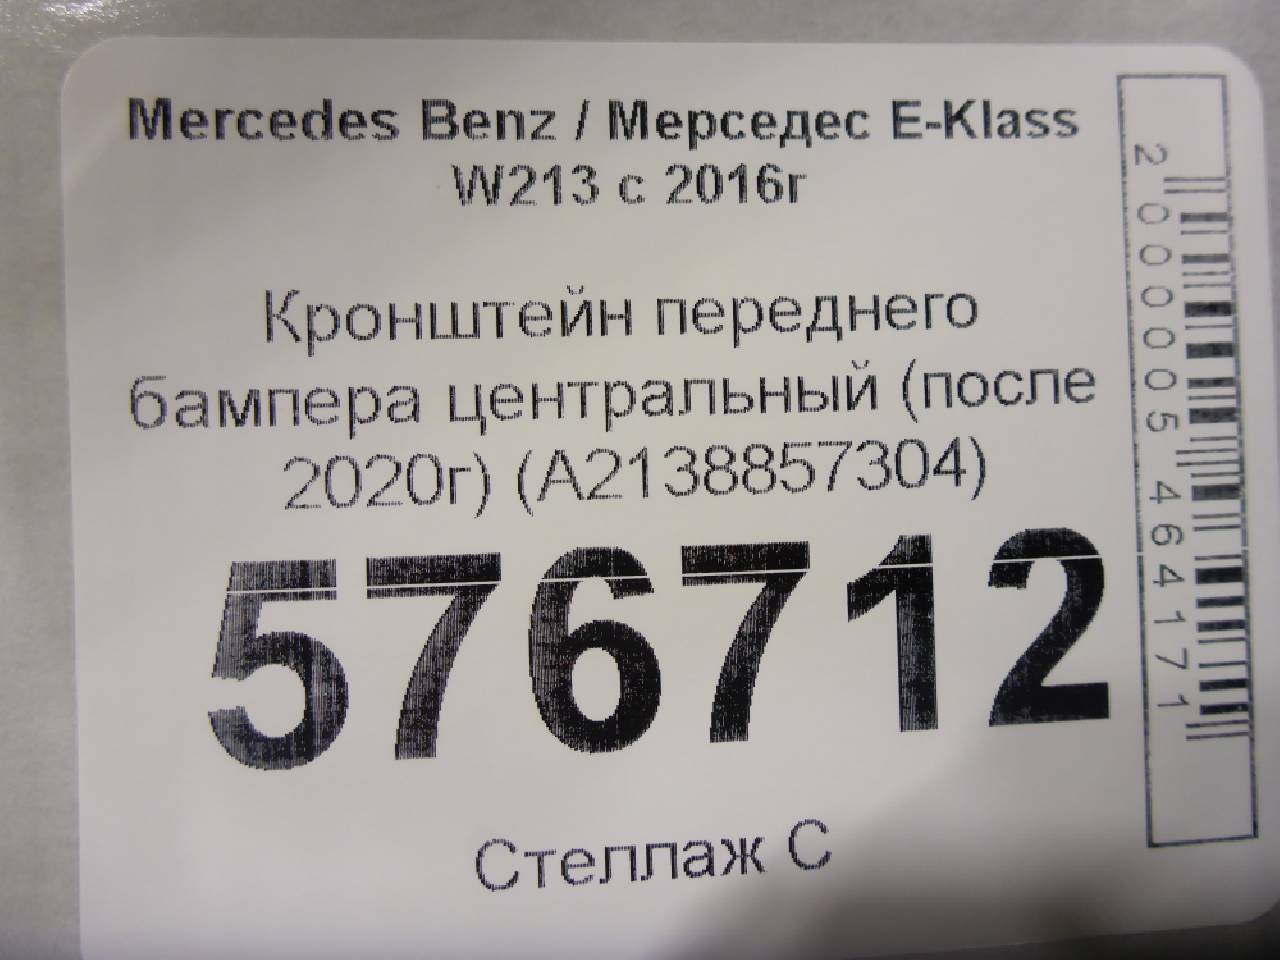 Mercedes Benz / Мерседес E-Klass
W213 с 2016г
Кронштейн переднего
бампера центральный (после
2020г) (A2138857304)
576712
Стеллаж С
2000005464171